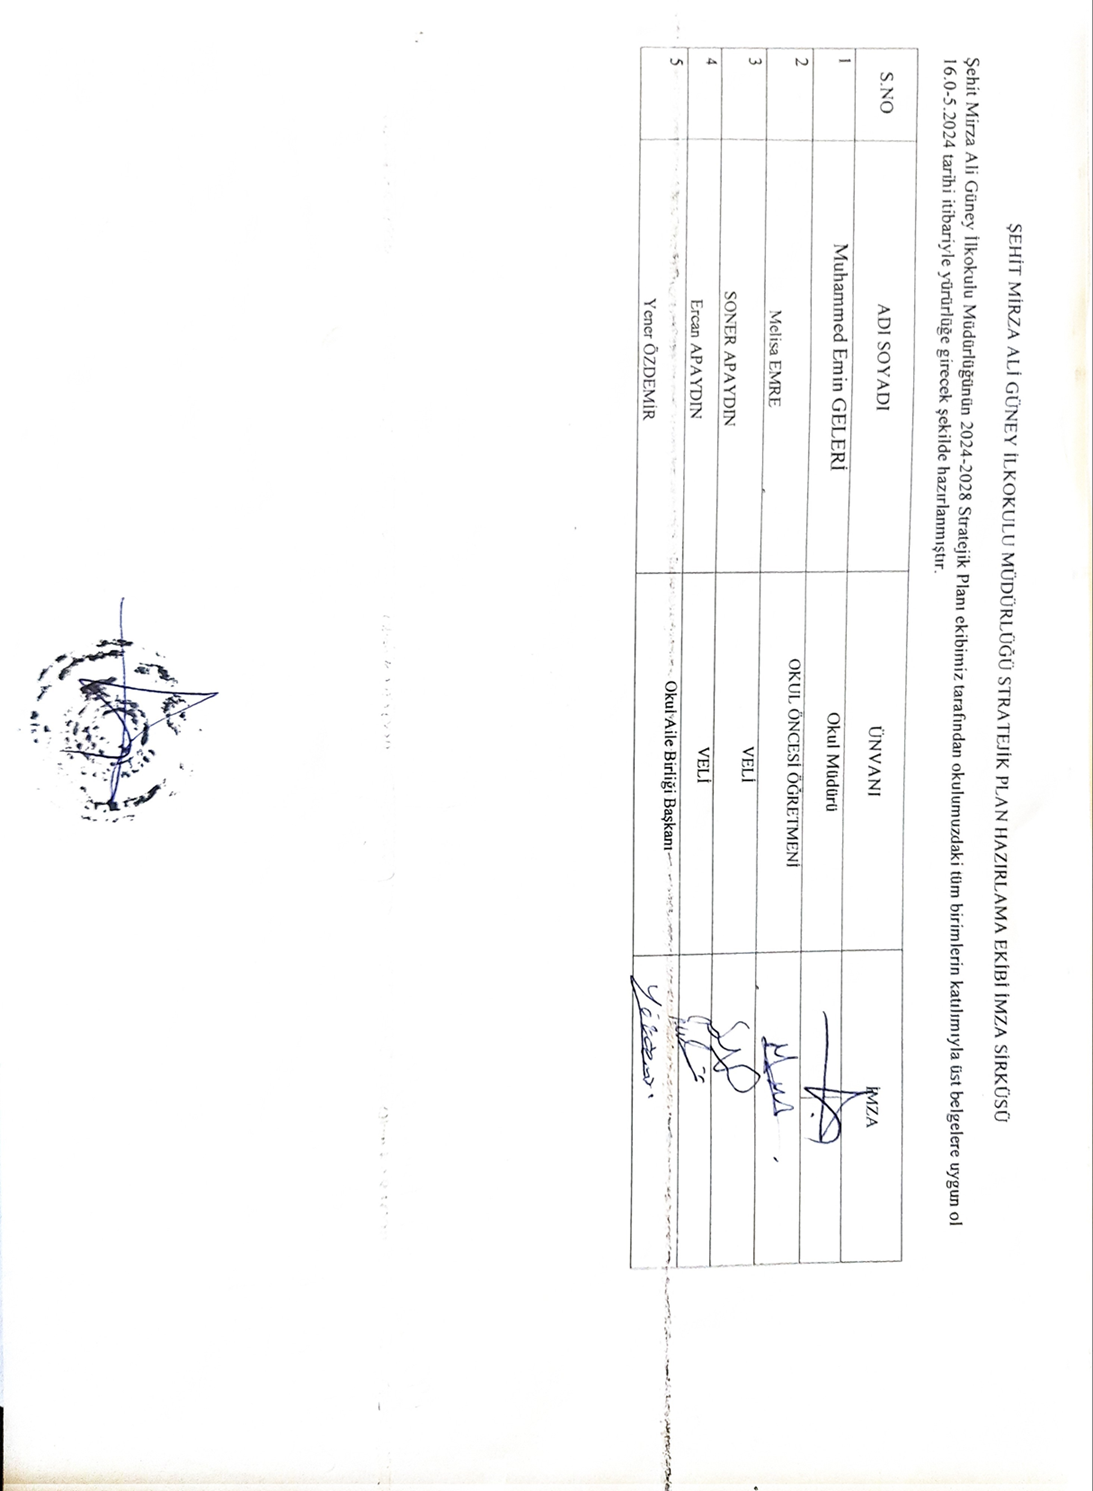 ŞEHİT MİRZA ALİ GÜNEY İLKOKULU MÜDÜRLÜĞÜ STRATEJİK PLAN HAZIRLAMA EKİBİ İMZA SİRKÜSÜ
Şehit Mirza Ali Güney İlkokulu Müdürlüğünün 2024-2028 Stratejik Planı ekibimiz tarafından okulumuzdaki tüm birimlerin katılımıyla üst belgelere uygun ol
16.0-5.2024 tarihi itibariyle yürürlüğe girecek şekilde hazırlanmıştır.
S.NO ADI SOYADI ÜNVANI İMZA
1 Muhammed Emin GELERİ Okul Müdürü
2 Melisa EMRE OKUL ÖNCESİ ÖĞRETMENİ
3 SONER APAYDIN VELİ
4 Ercan APAYDIN VELİ
5 Yener ÖZDEMİR Okul Aile Birliği Başkanı